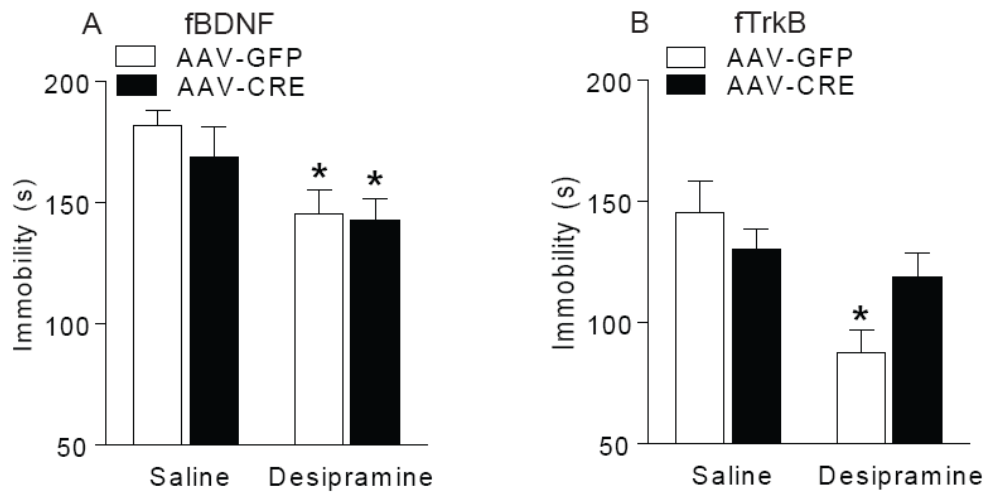 A fBDNF
AAV-GFP
AAV-CRE
Immobility (s)
200
150
100
50
*
*
Saline Desipramine
B fTrkB
AAV-GFP
AAV-CRE
Immobility (s)
200
150
100
50
*
Saline Desipramine